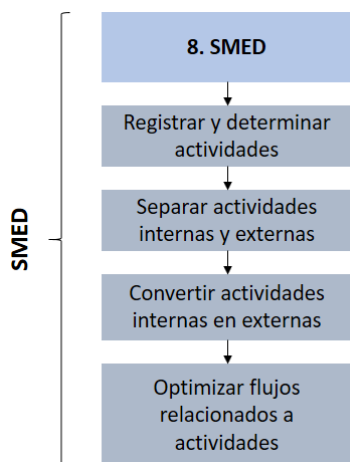 SMED
8. SMED
Registrar y determinar
actividades
Separar actividades
internas y externas
Convertir actividades
internas en externas
Optimizar flujos
relacionados a
actividades